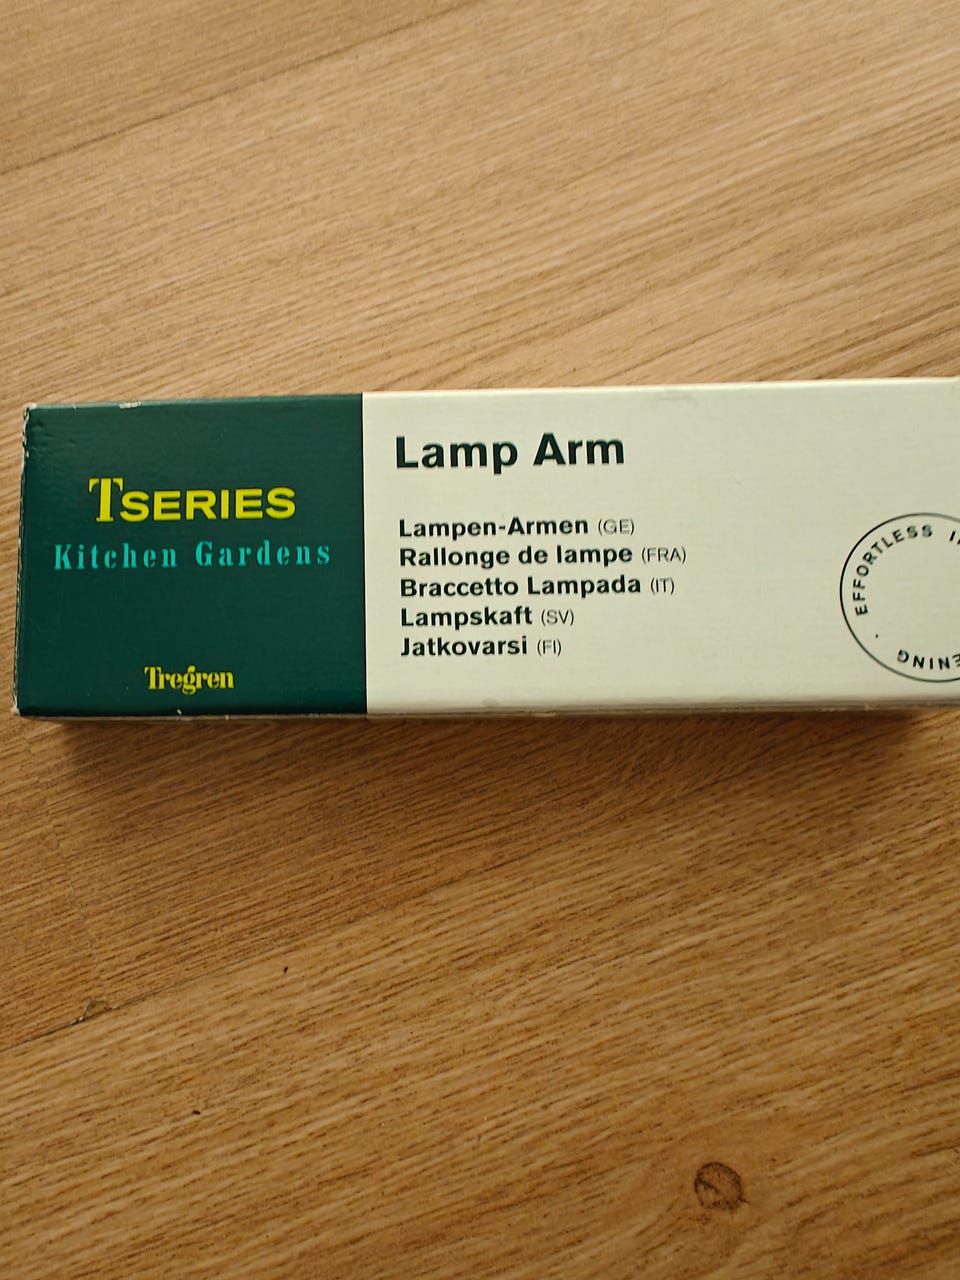 TSERIES
Kitchen Gardens
Tregren
Lamp Arm
Lampen-Armen (GE)
Rallonge de lampe (FRA)
Braccetto Lampada (IT)
Lampskaft (SV)
Jatkovarsi (FI)
· EFFORTLESS